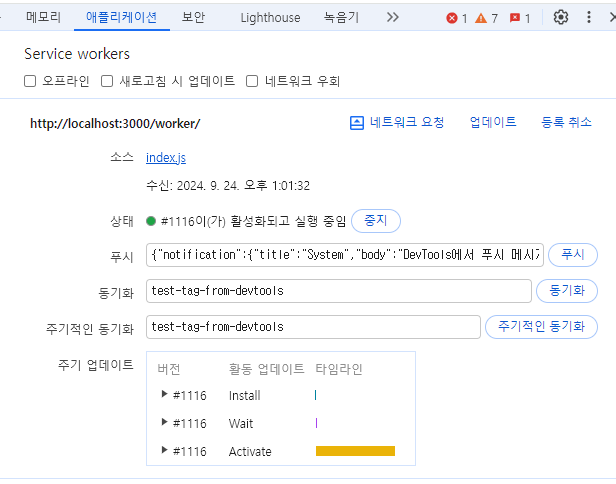 메모리 애플리케이션 보안 Lighthouse 녹음기 1 7 1
Service workers
오프라인 새로고침 시 업데이트 네트워크 우회
http://localhost:3000/worker/ 네트워크 요청 업데이트 등록 취소
소스 index.js
수신: 2024. 9. 24. 오후 1:01:32
상태 #1116이(가) 활성화되고 실행 중임 중지
푸시 {"notification":{"title":"System","body":"DevTools에서 푸시 메시지 푸시
동기화 test-tag-from-devtools 동기화
주기적인 동기화 test-tag-from-devtools 주기적인 동기화
주기 업데이트 버전 활동 업데이트 타임라인
#1116 Install
#1116 Wait
#1116 Activate